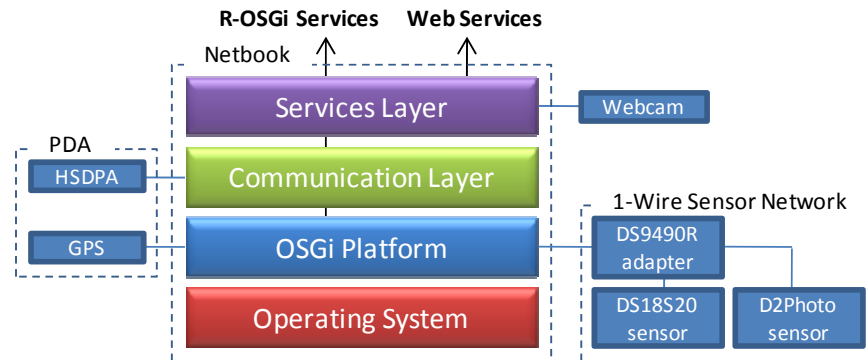 R-OSGi Services
Web Services
Netbook
Services Layer
Webcam
PDA
HSDPA
Communication Layer
1-Wire Sensor Network
GPS
OSGi Platform
DS9490R
adapter
Operating System
DS18S20
sensor
D2Photo
sensor